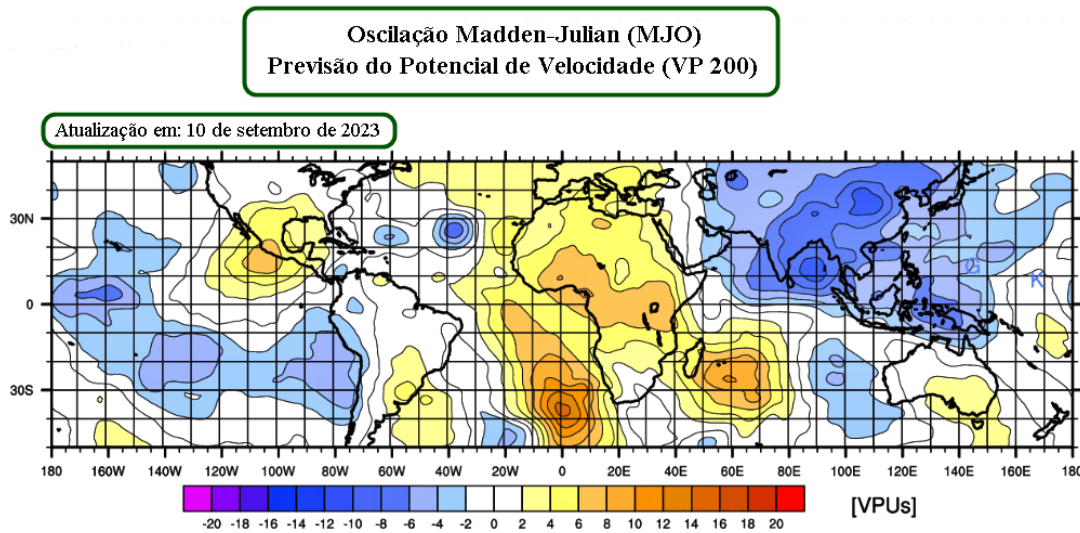 Oscilação Madden-Julian (MJO)
Previsão do Potencial de Velocidade (VP 200)
Atualização em: 10 de setembro de 2023
30N
0
30S
G
K
180 160W 140W 120W 100W 80W 60W 40W 20W 0 20E 40E 60E 80E 100E 120E 140E 160E 180
-20 -18 -16 -14 -12 -10 -8 -6 -4 -2 0 2 4 6 8 10 12 14 16 18 20
[VPUs]